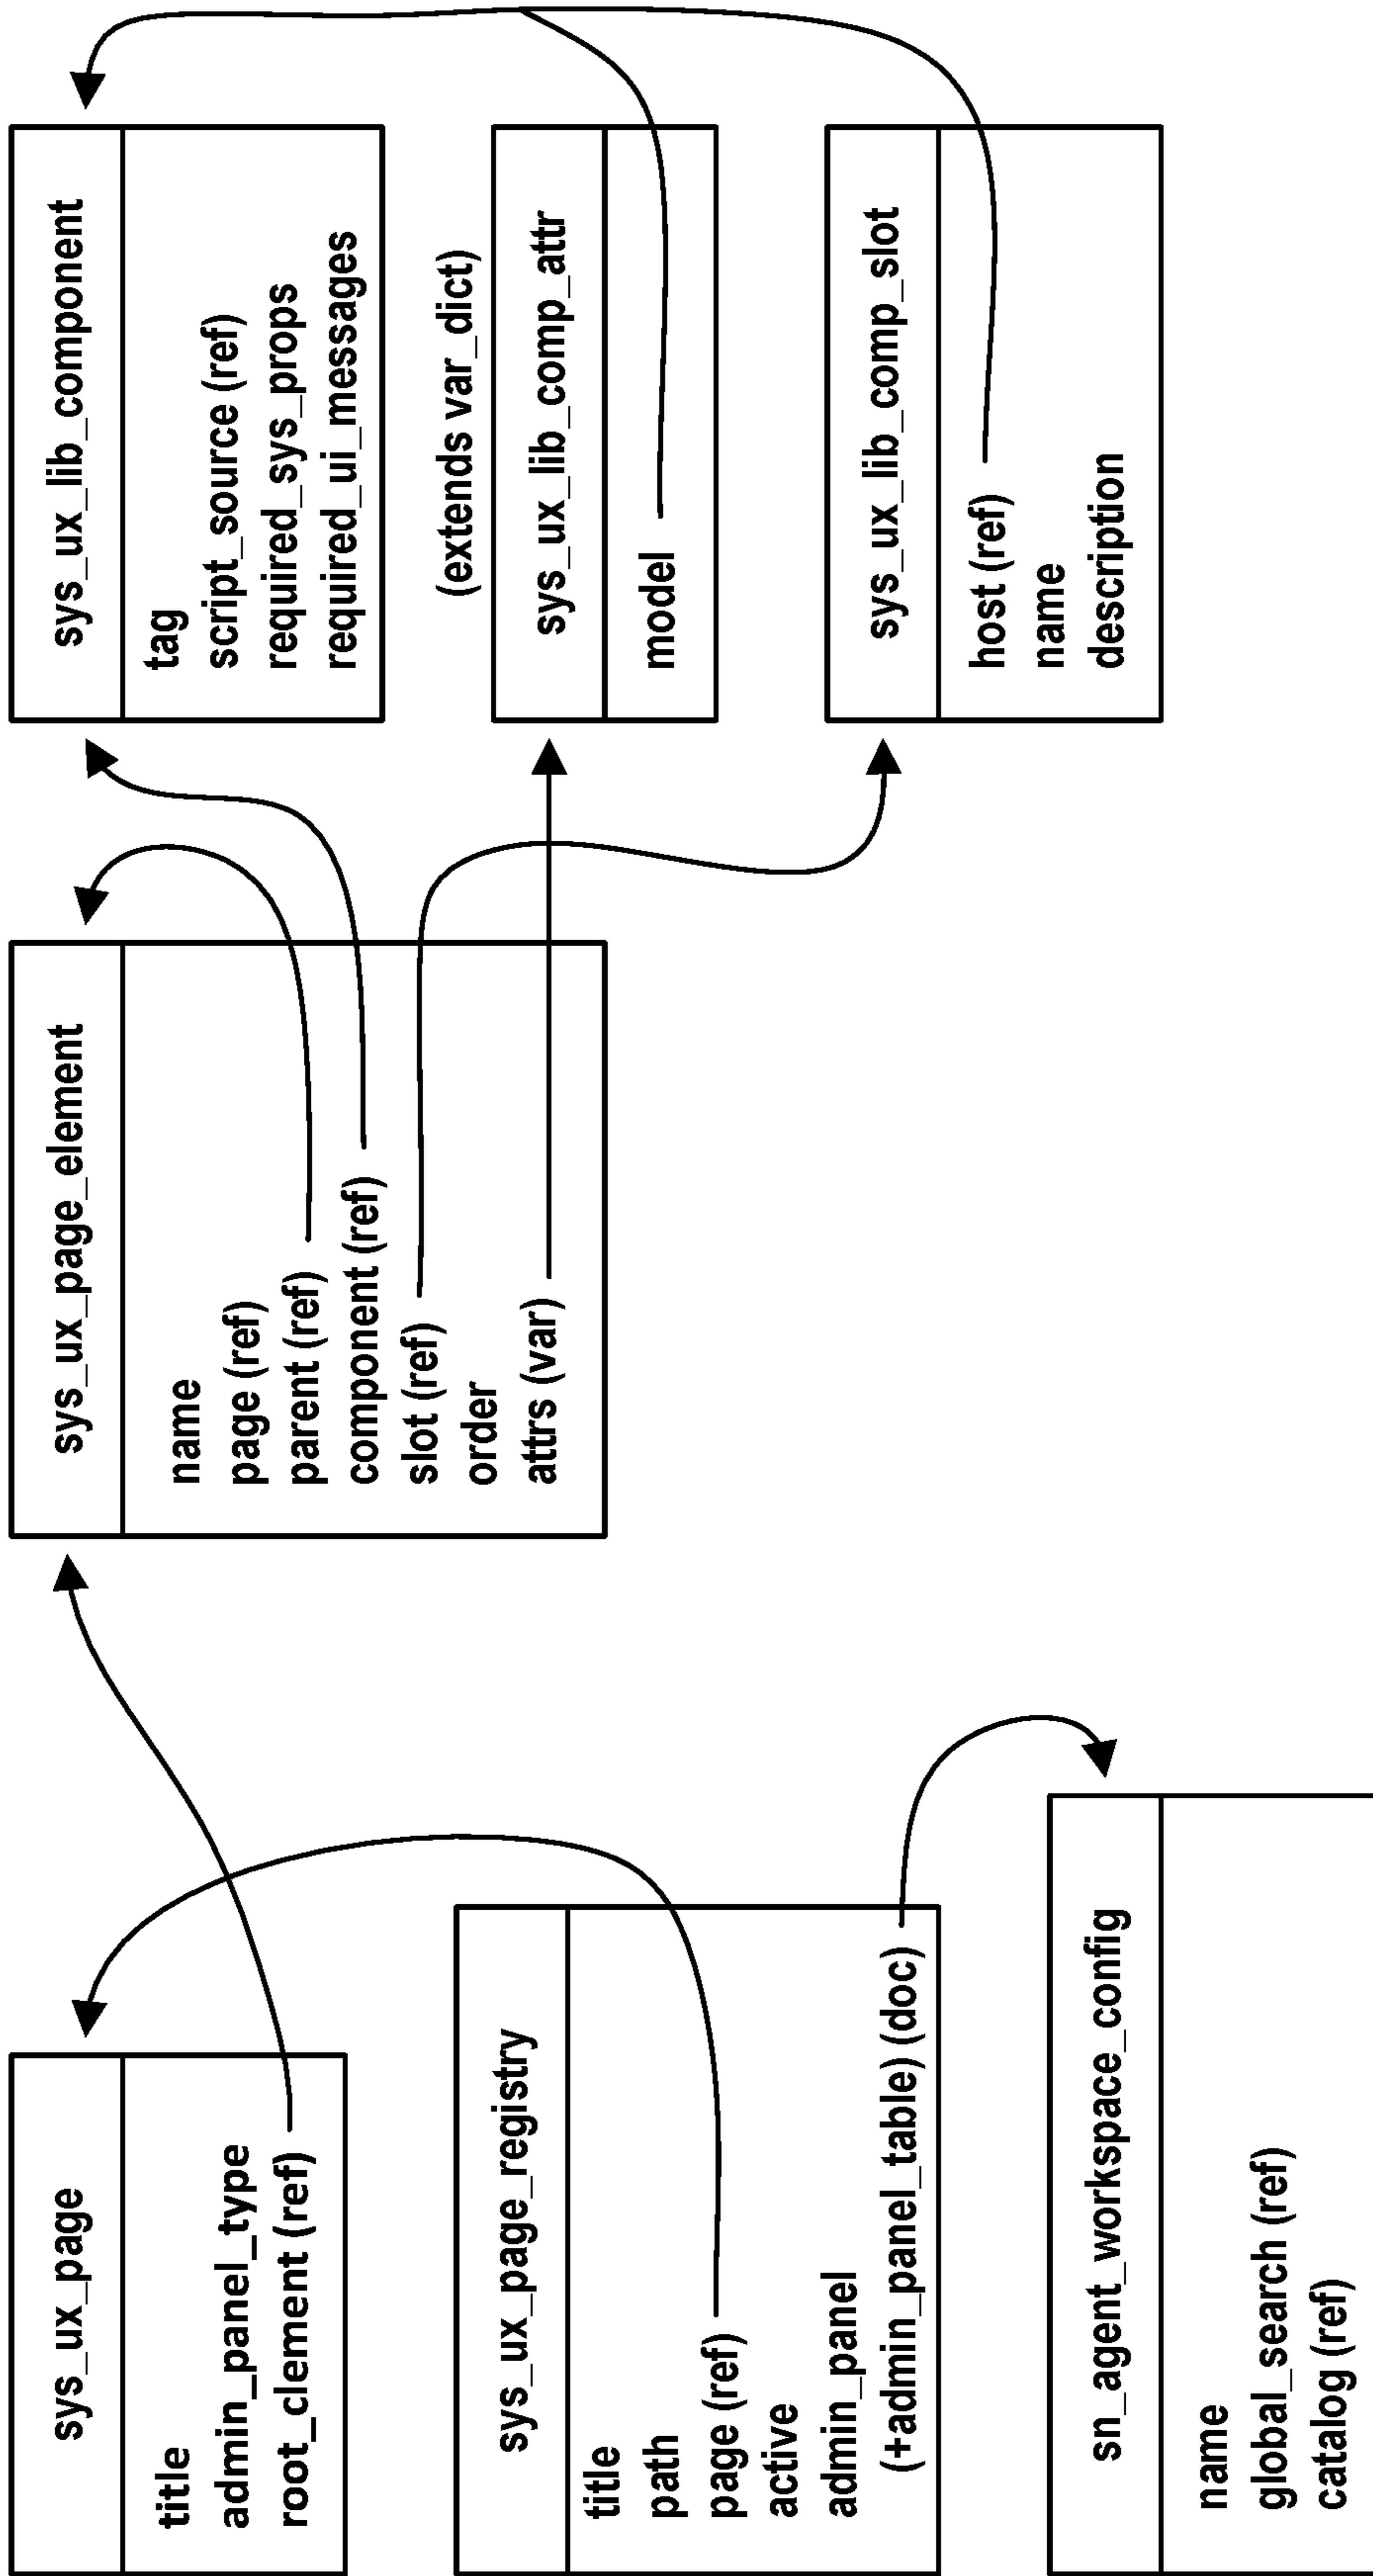 sys_ux_page
title
admin_panel_type
root_clement (ref)
sys_ux_page_registry
title
path
page (ref)
active
admin_panel
(+admin_panel_table) (doc)
sn_agent_workspace_config
name
global_search (ref)
catalog (ref)
sys_ux_page_element
name
page (ref)
parent (ref)
component (ref)
slot (ref)
order
attrs (var)
sys_ux_lib_component
tag
script_source (ref)
required_sys_props
required_ui_messages
(extends var_dict)
sys_ux_lib_comp_attr
model
sys_ux_lib_comp_slot
host (ref)
name
description